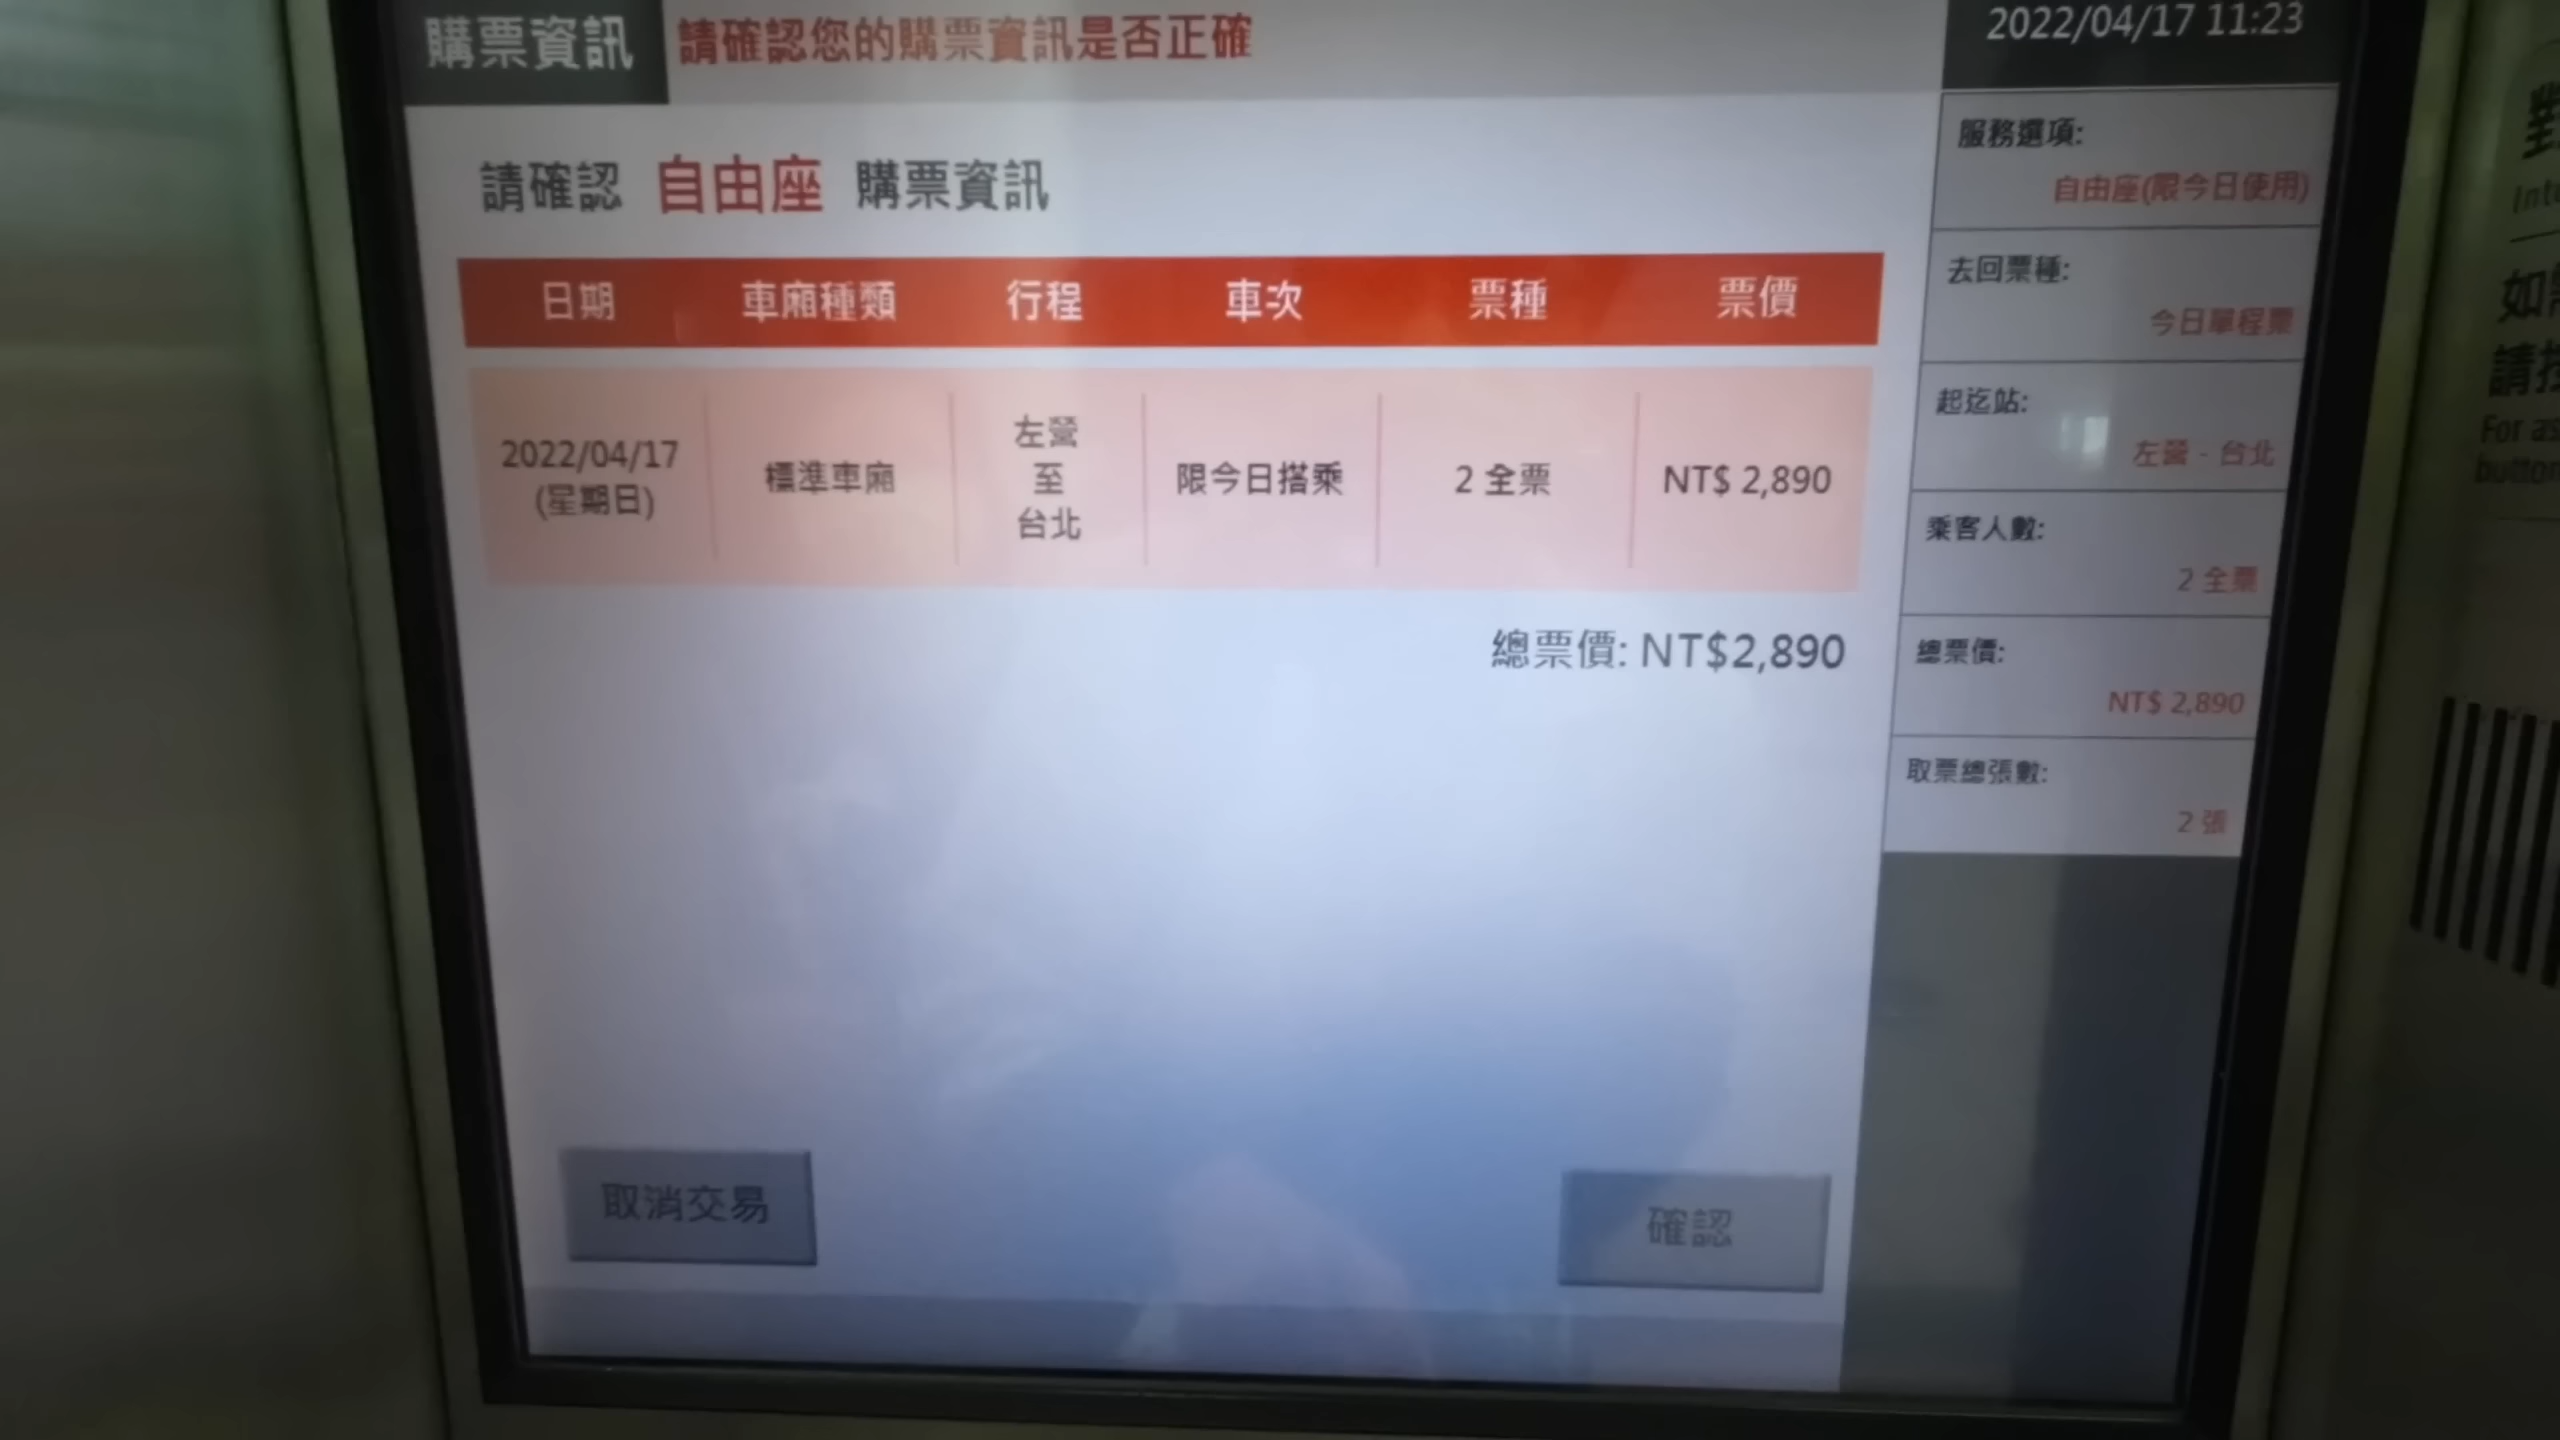 購票資訊
請確認您的購票資訊是否正確
2022/04/17 11:23
請確認 自由座 購票資訊
日期 車廂種類 行程 車次 票種 票價
2022/04/17
(星期日)
標準車廂
左營
至
台北
限今日搭乘
2 全票
NT$ 2,890
總票價: NT$2,890
取消交易
確認
服務選項:
自由座(限今日使用)
去回票種:
今日單程票
起迄站:
左營 - 台北
乘客人數:
2 全票
總票價:
NT$ 2,890
取票總張數:
2 張
如
請按
For as
button